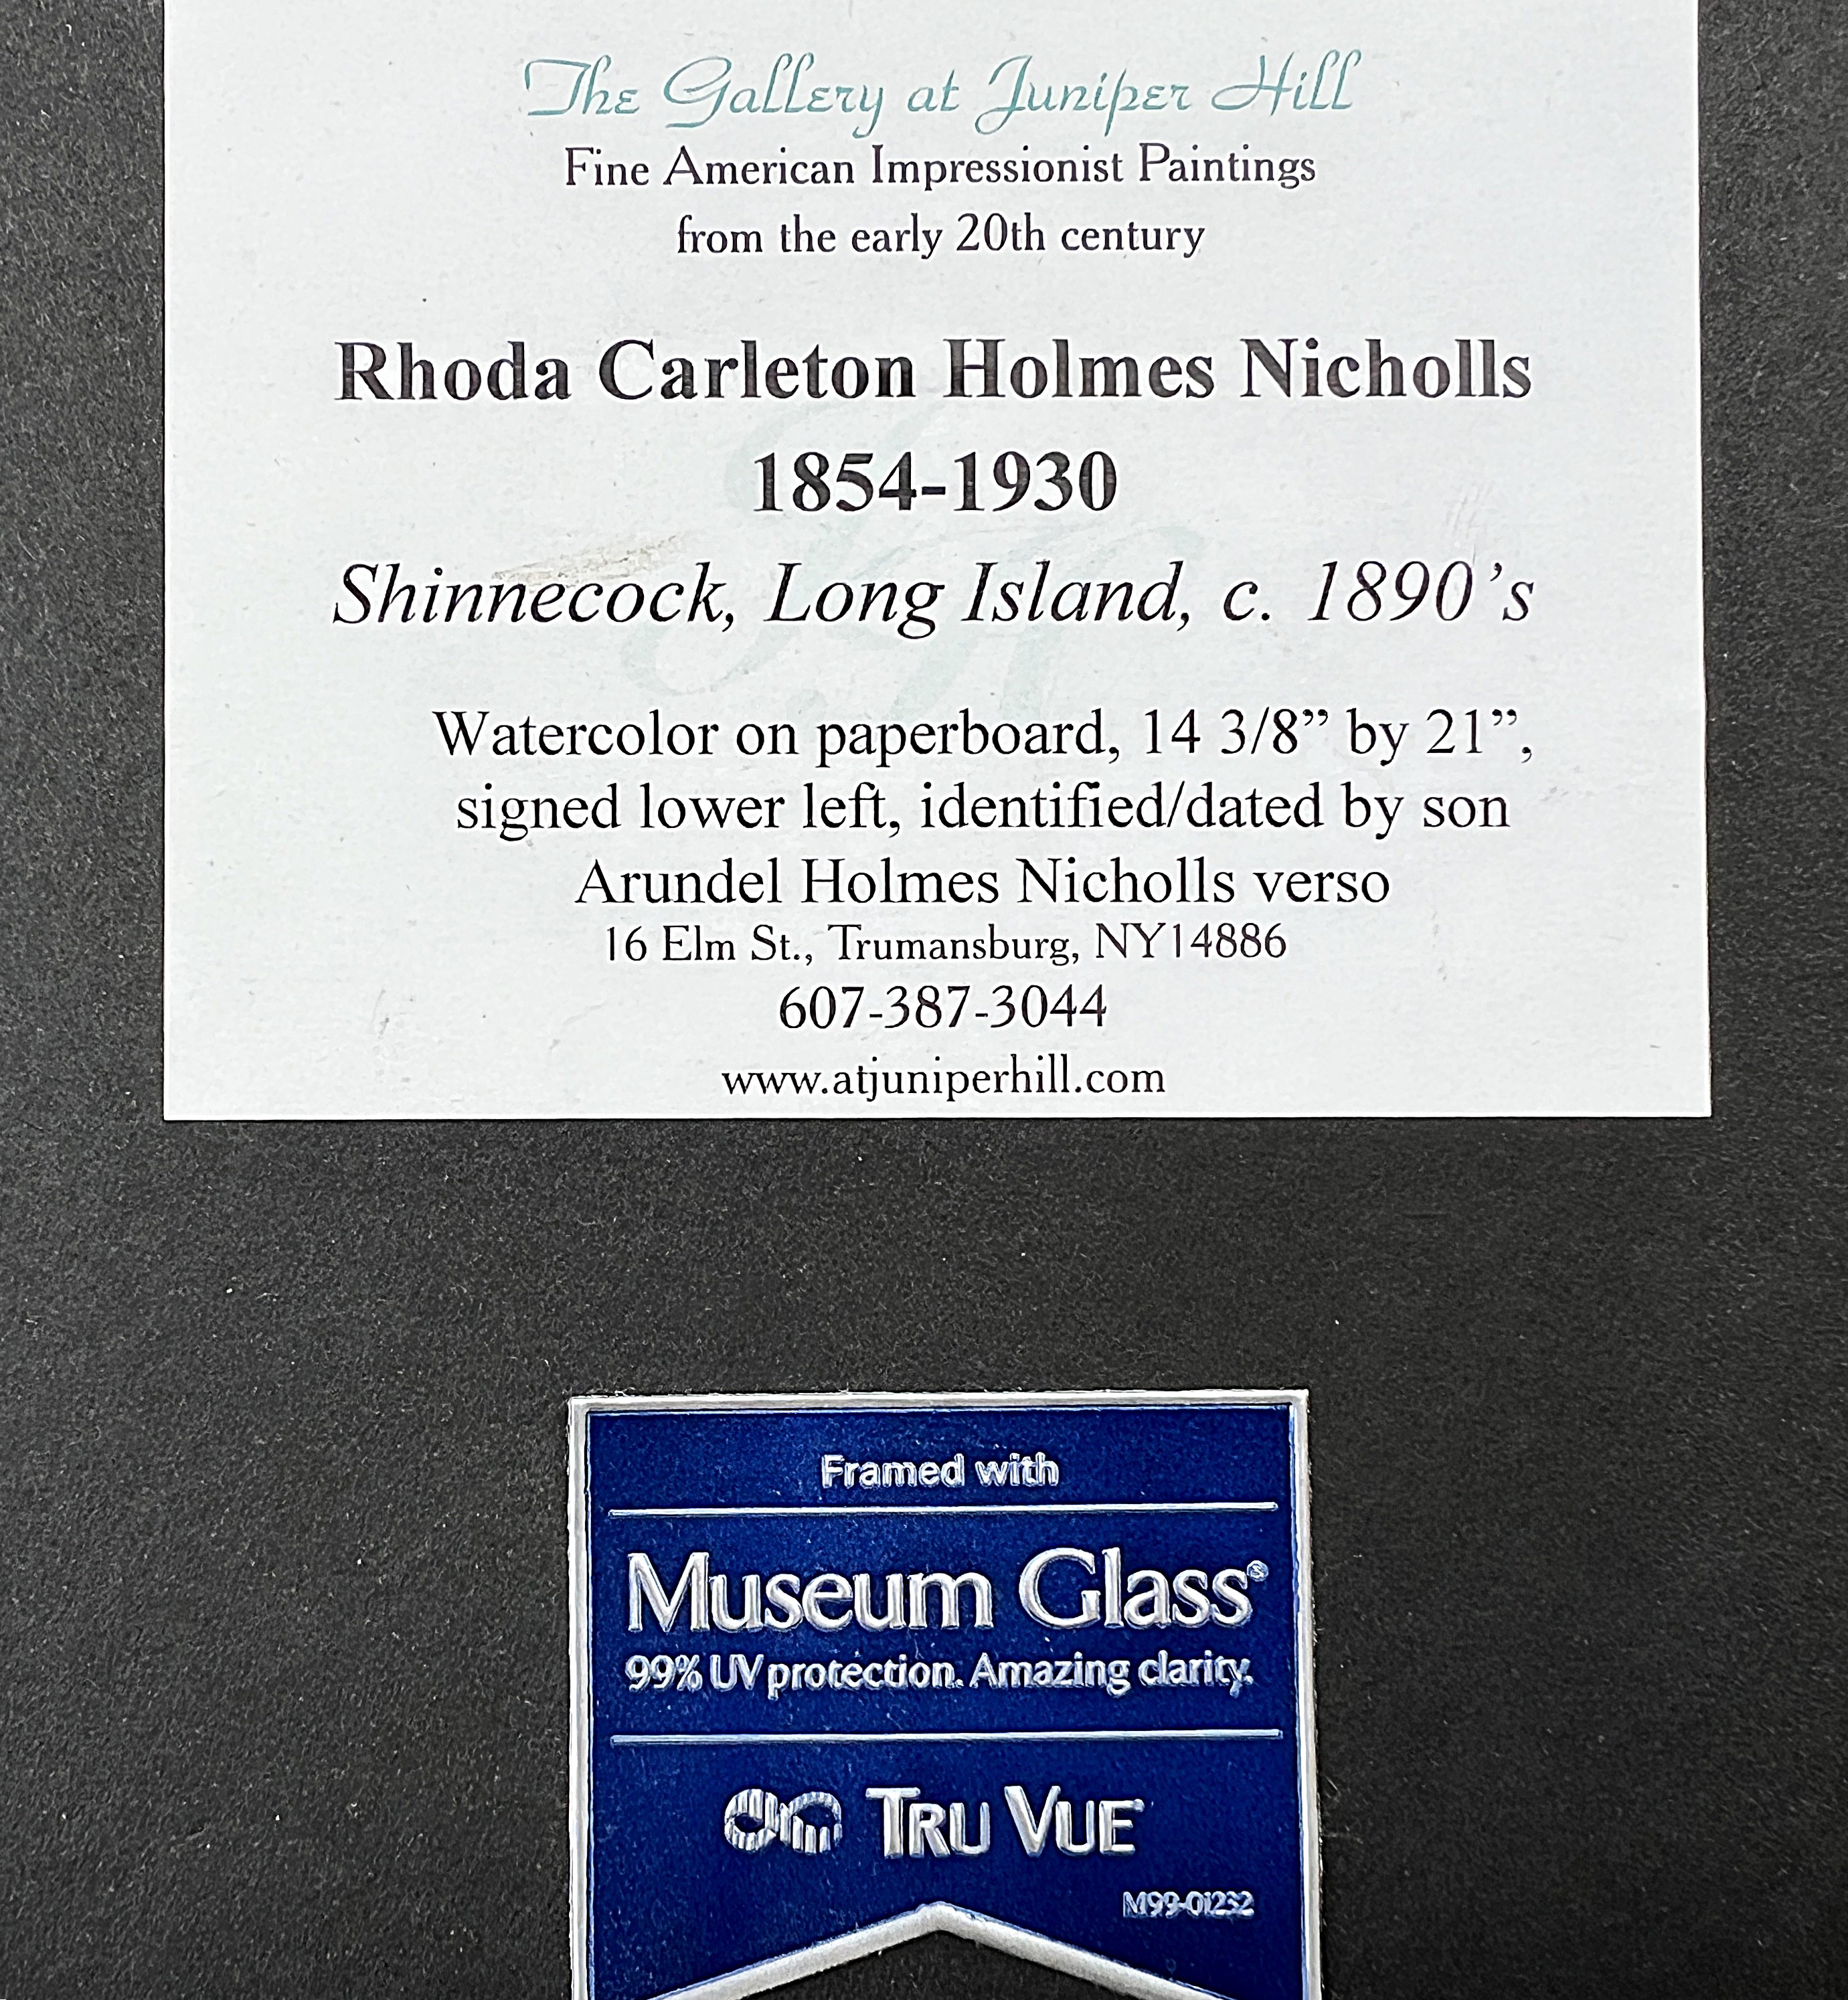 The Gallery at Juniper Hill
Fine American Impressionist Paintings
from the early 20th century
Rhoda Carleton Holmes Nicholls
1854-1930
Shinnecock, Long Island, c. 1890’s
Watercolor on paperboard, 14 3/8” by 21”,
signed lower left, identified/dated by son
Arundel Holmes Nicholls verso
16 Elm St., Trumansburg, NY14886
607-387-3044
www.atjuniperhill.com
Framed with
Museum Glass®
99% UV protection. Amazing clarity.
TRU VUE
M99-01232